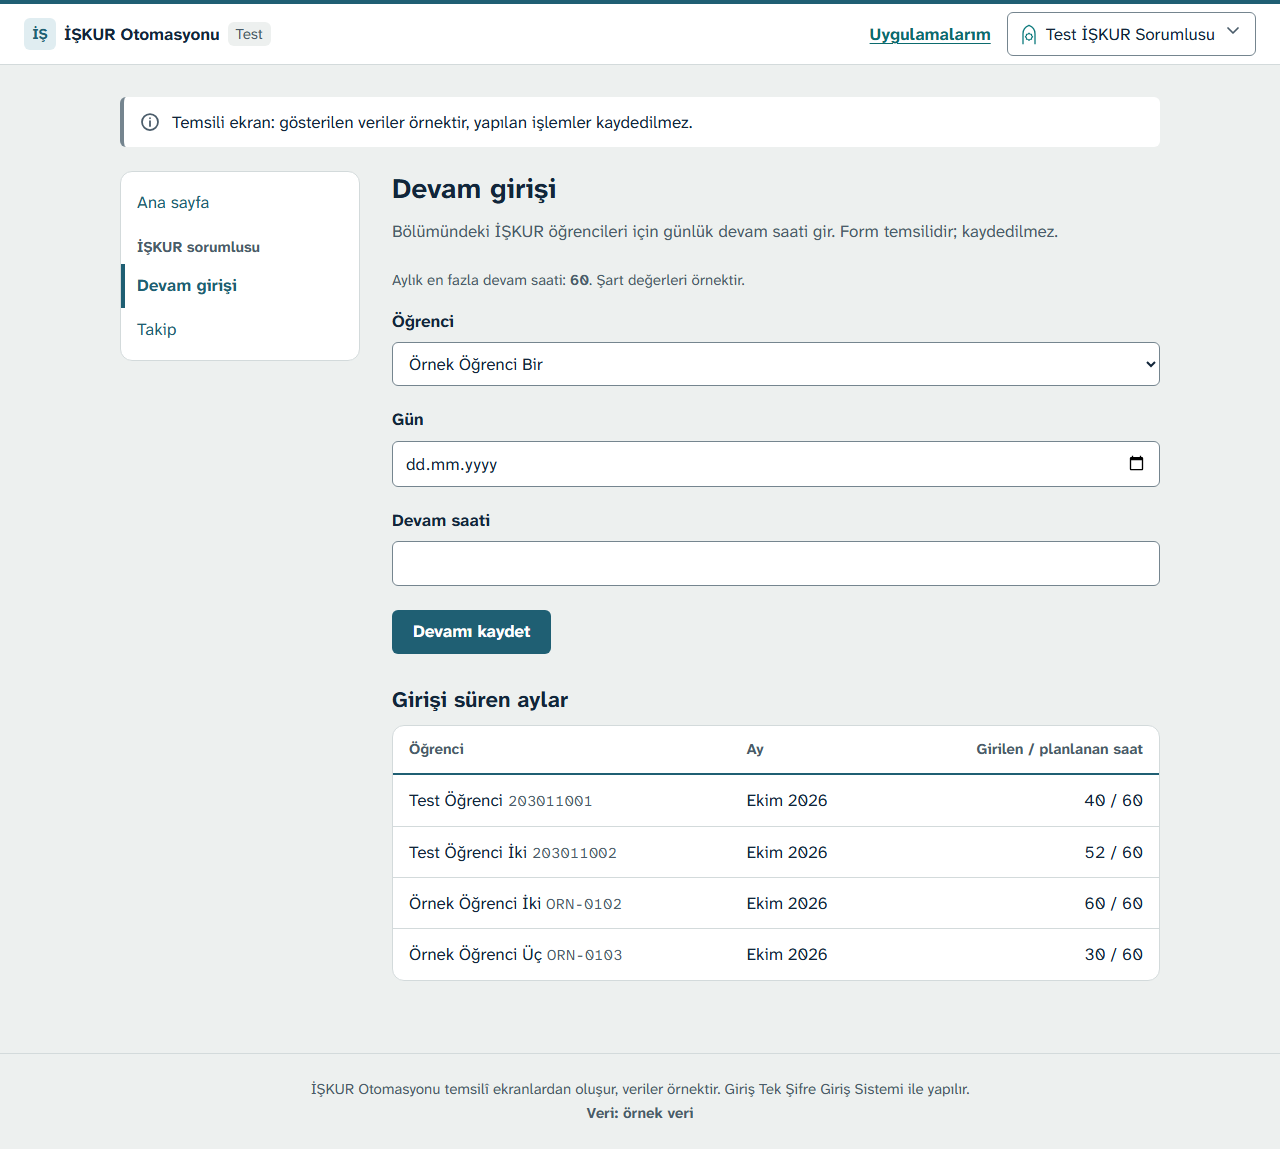 İŞ İŞKUR Otomasyonu Test
Uygulamalarım
Test İŞKUR Sorumlusu
Temsili ekran: gösterilen veriler örnektir, yapılan işlemler kaydedilmez.
Ana sayfa
İŞKUR sorumlusu
Devam girişi
Takip
Devam girişi
Bölümündeki İŞKUR öğrencileri için günlük devam saati gir. Form temsilidir; kaydedilmez.
Aylık en fazla devam saati: 60. Şart değerleri örnektir.
Öğrenci
Örnek Öğrenci Bir
Gün
dd.mm.yyyy
Devam saati
Devamı kaydet
Girişi süren aylar
Öğrenci Ay Girilen / planlanan saat
Test Öğrenci 203011001 Ekim 2026 40 / 60
Test Öğrenci İki 203011002 Ekim 2026 52 / 60
Örnek Öğrenci İki ORN-0102 Ekim 2026 60 / 60
Örnek Öğrenci Üç ORN-0103 Ekim 2026 30 / 60
İŞKUR Otomasyonu temsilî ekranlardan oluşur, veriler örnektir. Giriş Tek Şifre Giriş Sistemi ile yapılır.
Veri: örnek veri